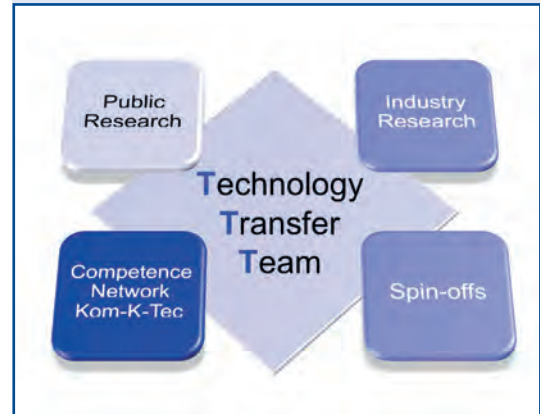 Public
Research
Industry
Research
Technology
Transfer
Team
Competence
Network
Kom-K-Tec
Spin-offs